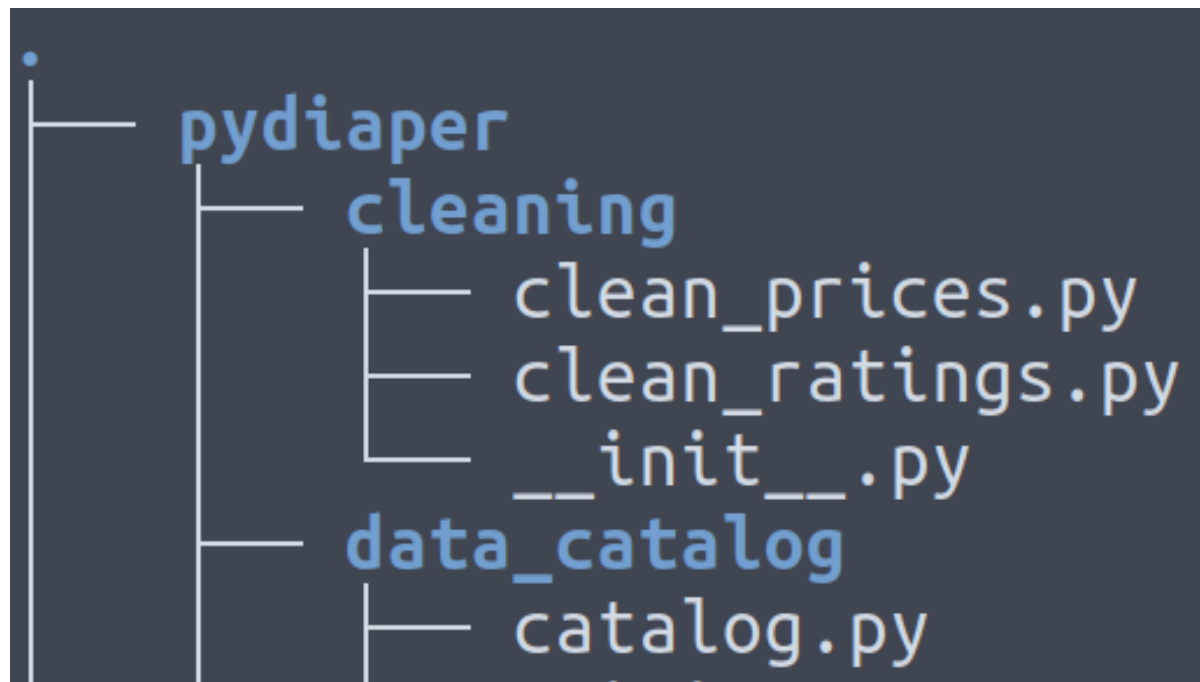 .
pydiaper
cleaning
clean_prices.py
clean_ratings.py
__init__.py
data_catalog
catalog.py